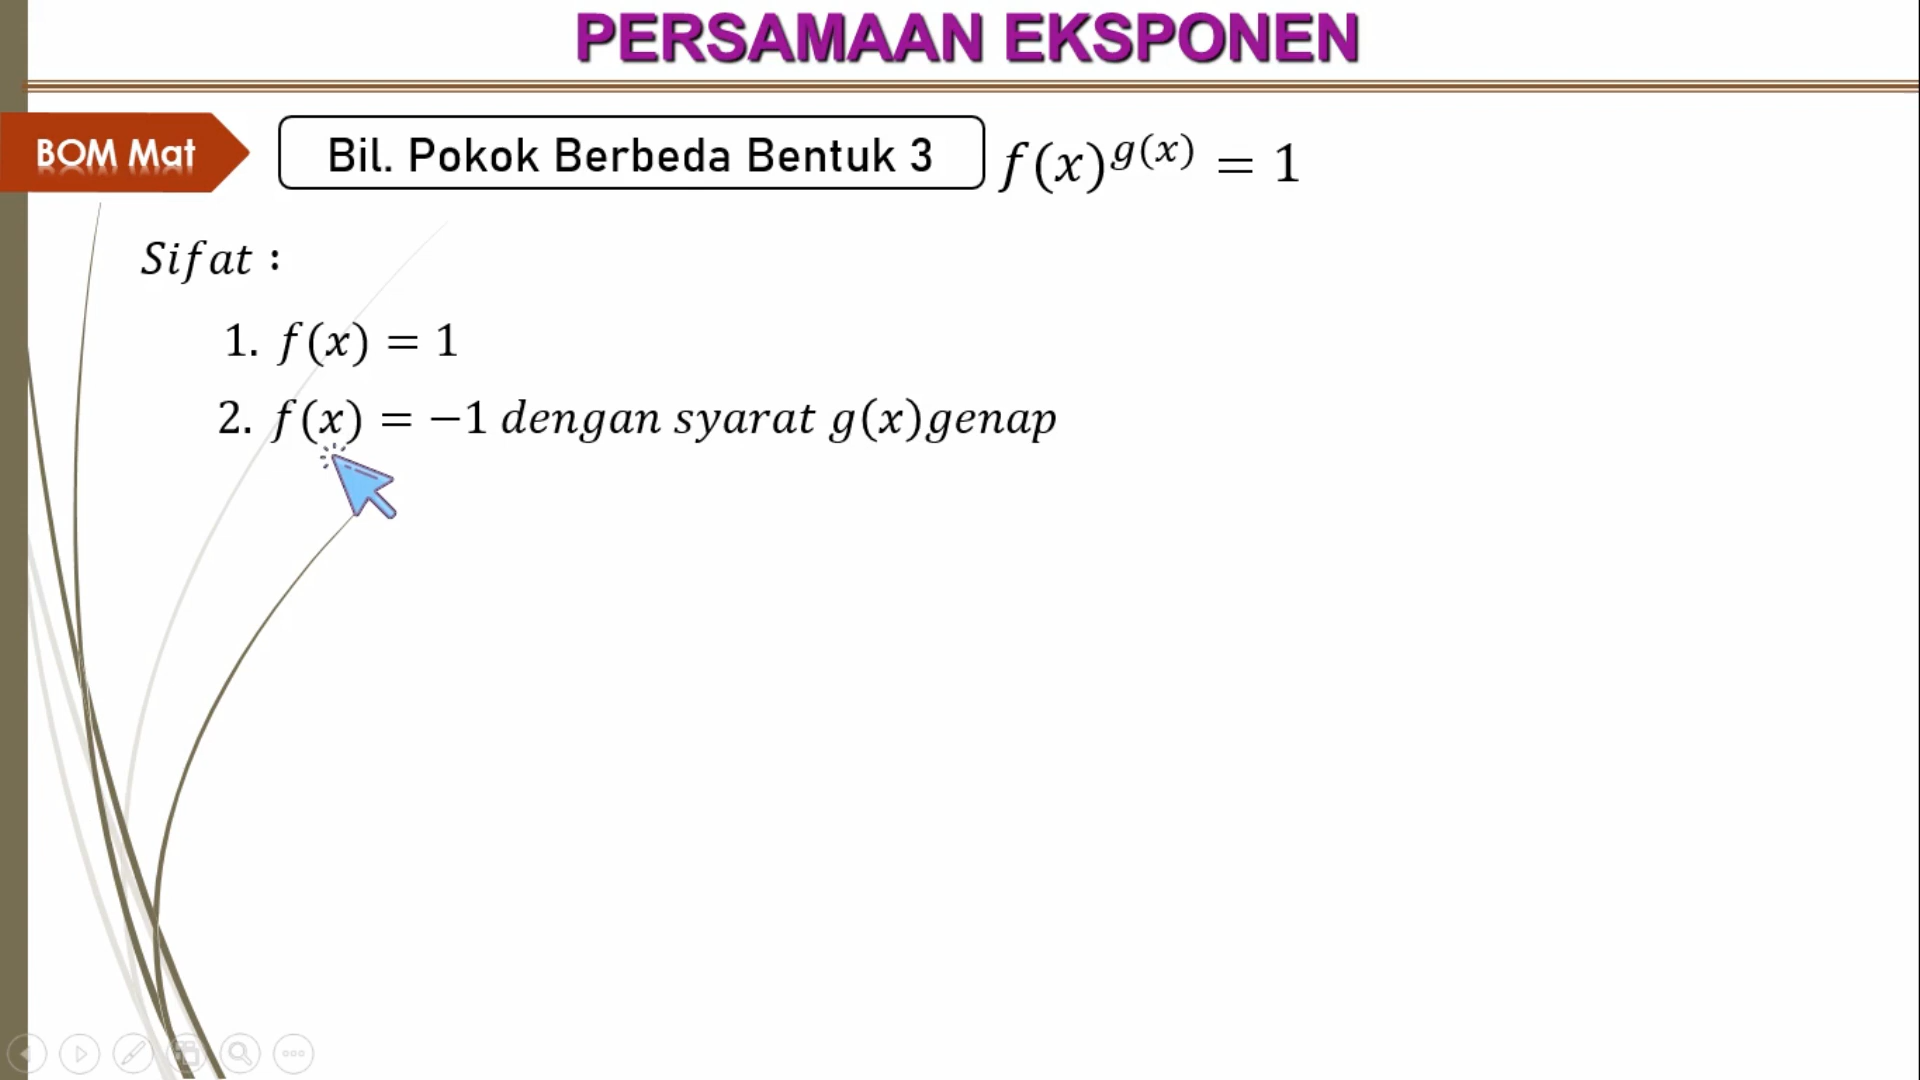 PERSAMAAN EKSPONEN
BOM Mat
Bil. Pokok Berbeda Bentuk 3
f(x)^{g(x)} = 1
Sifat :
1. f(x) = 1
2. f(x) = −1 dengan syarat g(x)genap